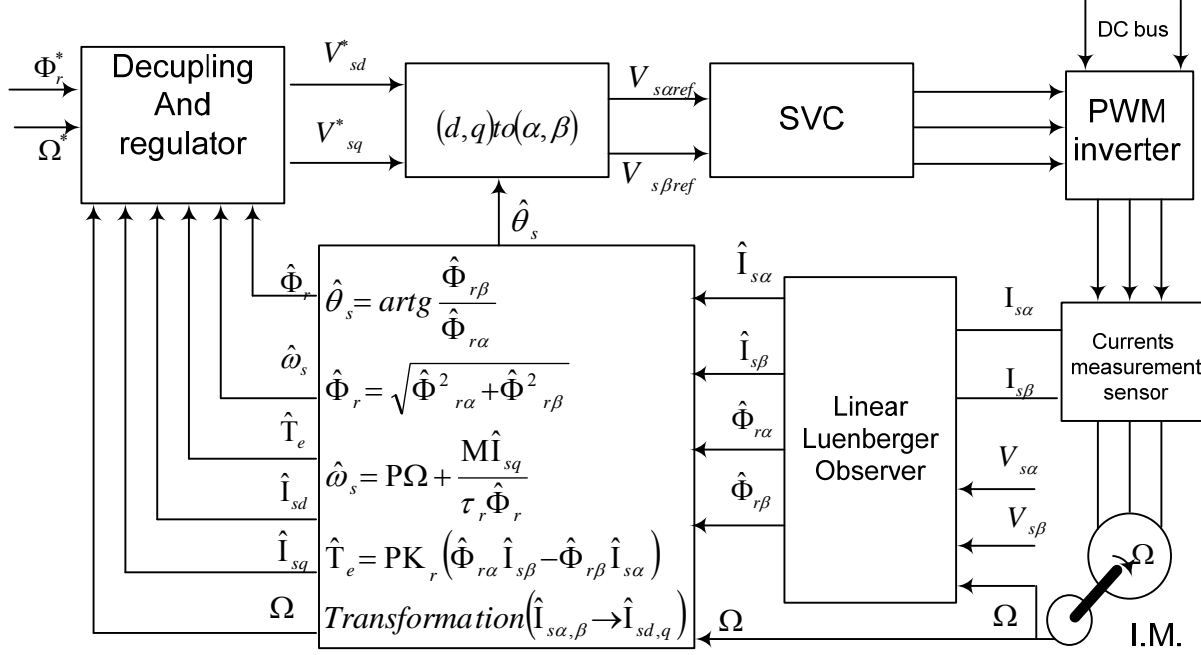 DC bus
Φ*r
Ω*
Decupling
And
regulator
V*sd
V*sq
(d,q)to(α,β)
Vsαref
V sβref
SVC
PWM
inverter
θ̂s
Φ̂r
ω̂s
T̂e
Îsd
Îsq
Ω
θ̂s = artg Φ̂rβ / Φ̂rα
Φ̂r = √(Φ̂²rα + Φ̂²rβ)
ω̂s = PΩ + MÎsq / τrΦ̂r
T̂e = PKr(Φ̂rαÎsβ − Φ̂rβÎsα)
Transformation(Îsα,β → Îsd,q)
Îsα
Îsβ
Φ̂rα
Φ̂rβ
Ω
Linear
Luenberger
Observer
Isα
Isβ
Vsα
Vsβ
Ω
Currents
measurement
sensor
Ω
I.M.